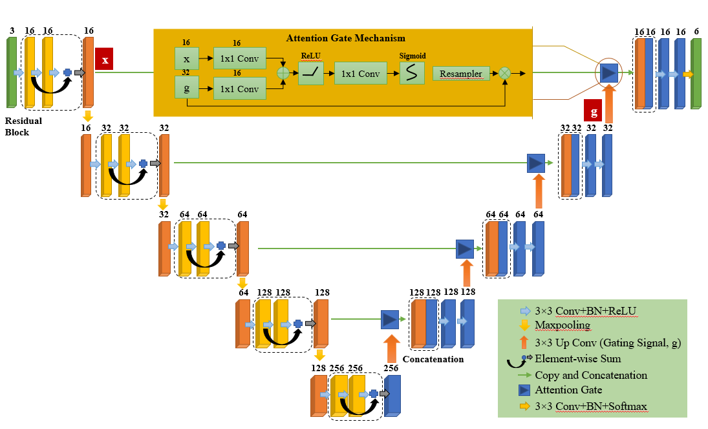 Attention Gate Mechanism
3 16 16 16
x
16 16
x 1x1 Conv
32 16
g 1x1 Conv
ReLU
1x1 Conv
Sigmoid
Resampler
16 16 16 16 6
g
Residual
Block
16 32 32 32
32 32 32 32
32 64 64 64
64 64 64 64
64 128 128 128
128 128 128 128
Concatenation
128 256 256 256
3×3 Conv+BN+ReLU
Maxpooling
3×3 Up Conv (Gating Signal, g)
Element-wise Sum
Copy and Concatenation
Attention Gate
3×3 Conv+BN+Softmax